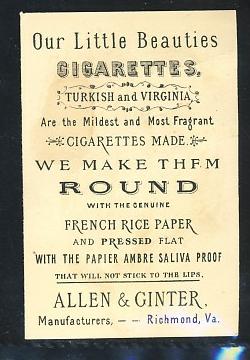 Our Little Beauties
CIGARETTES,
TURKISH and VIRGINIA,
Are the Mildest and Most Fragrant
CIGARETTES MADE.
WE MAKE THEM
ROUND
WITH THE GENUINE
FRENCH RICE PAPER
AND PRESSED FLAT
WITH THE PAPIER AMBRE SALIVA PROOF
THAT WILL NOT STICK TO THE LIPS.
ALLEN & GINTER,
Manufacturers, – – Richmond, Va.